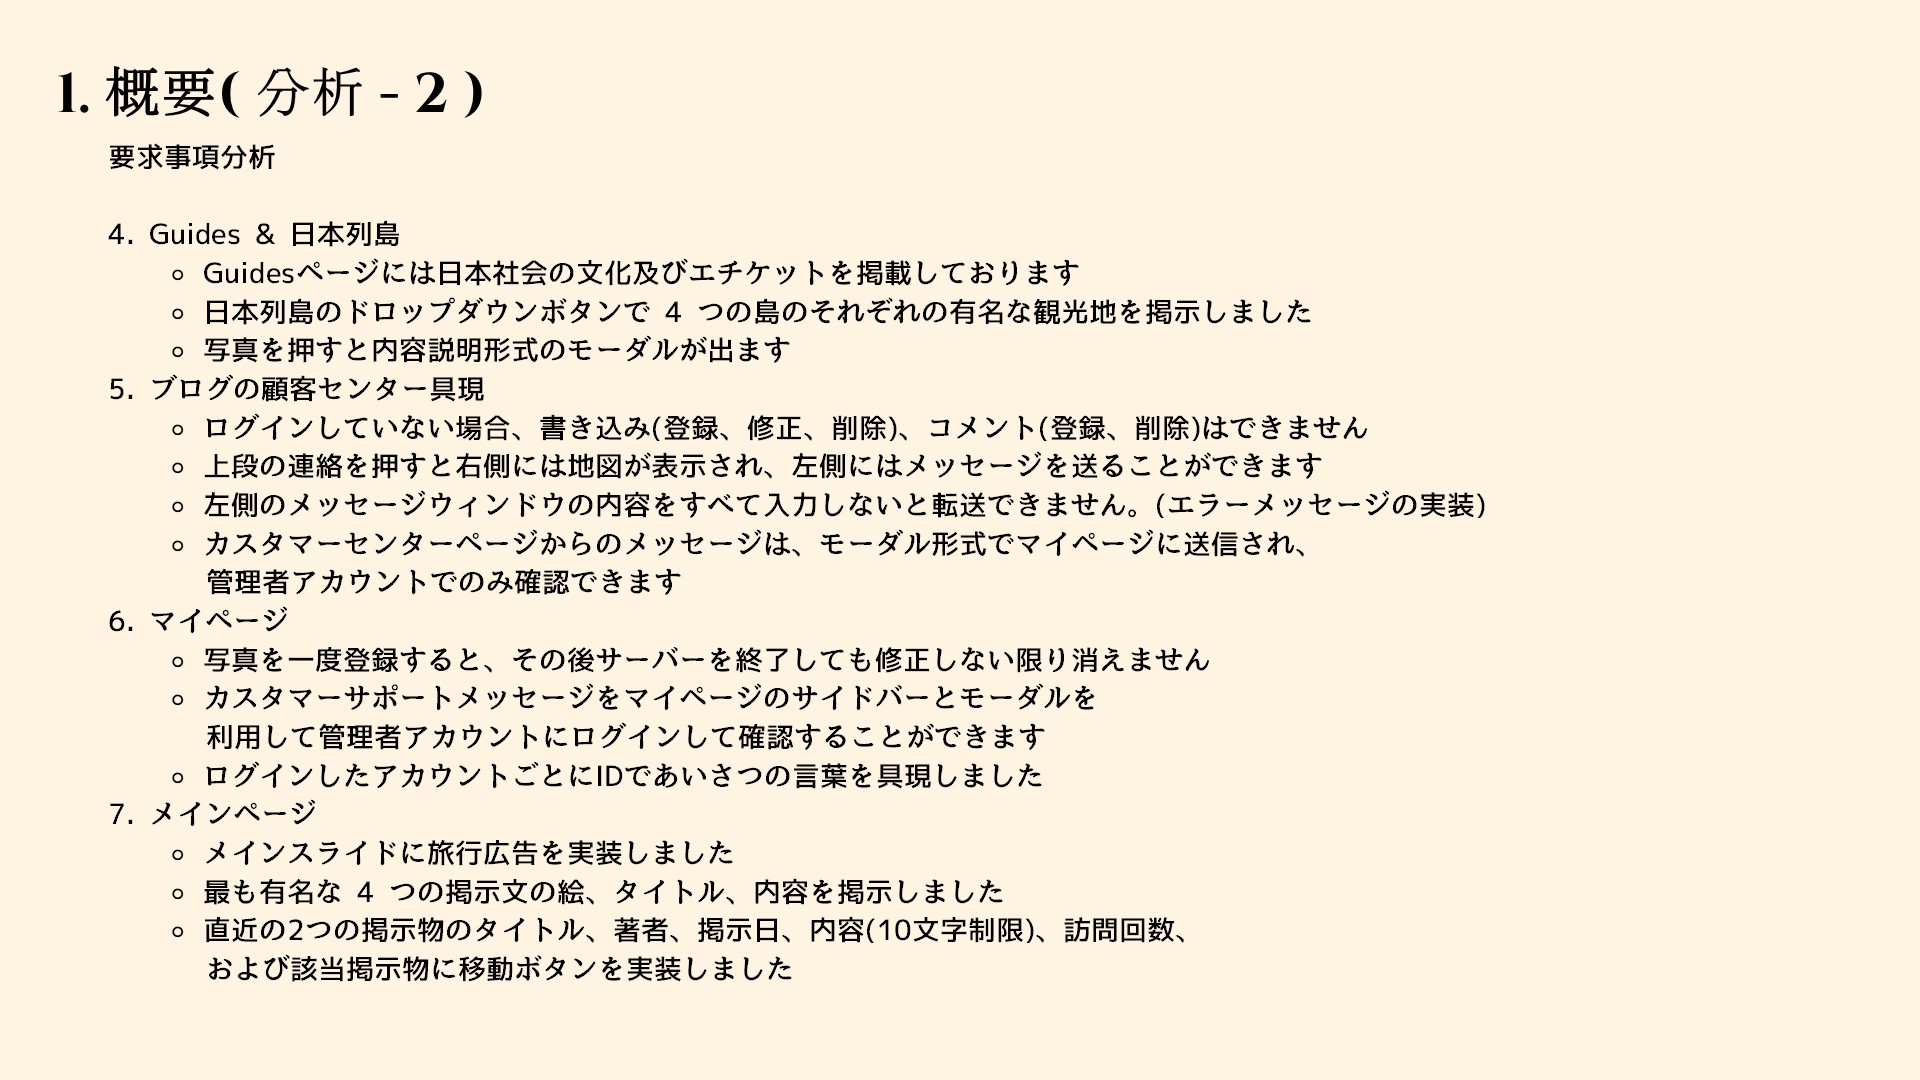 1. 概要( 分析 - 2 )
要求事項分析
4. Guides & 日本列島
○ Guidesページには日本社会の文化及びエチケットを掲載しております
○ 日本列島のドロップダウンボタンで 4 つの島のそれぞれの有名な観光地を掲示しました
○ 写真を押すと内容説明形式のモーダルが出ます
5. ブログの顧客センター具現
○ ログインしていない場合、書き込み(登録、修正、削除)、コメント(登録、削除)はできません
○ 上段の連絡を押すと右側には地図が表示され、左側にはメッセージを送ることができます
○ 左側のメッセージウィンドウの内容をすべて入力しないと転送できません。(エラーメッセージの実装)
○ カスタマーセンターページからのメッセージは、モーダル形式でマイページに送信され、
管理者アカウントでのみ確認できます
6. マイページ
○ 写真を一度登録すると、その後サーバーを終了しても修正しない限り消えません
○ カスタマーサポートメッセージをマイページのサイドバーとモーダルを
利用して管理者アカウントにログインして確認することができます
○ ログインしたアカウントごとにIDであいさつの言葉を具現しました
7. メインページ
○ メインスライドに旅行広告を実装しました
○ 最も有名な 4 つの掲示文の絵、タイトル、内容を掲示しました
○ 直近の2つの掲示物のタイトル、著者、掲示日、内容(10文字制限)、訪問回数、
および該当掲示物に移動ボタンを実装しました